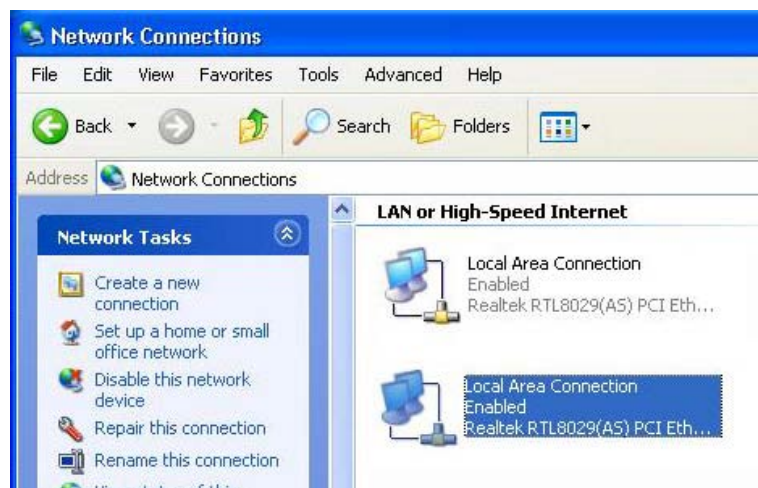 Network Connections
File Edit View Favorites Tools Advanced Help
Back Search Folders
Address Network Connections
Network Tasks
Create a new
connection
Set up a home or small
office network
Disable this network
device
Repair this connection
Rename this connection
LAN or High-Speed Internet
Local Area Connection
Enabled
Realtek RTL8029(AS) PCI Eth...
Local Area Connection
Enabled
Realtek RTL8029(AS) PCI Eth...